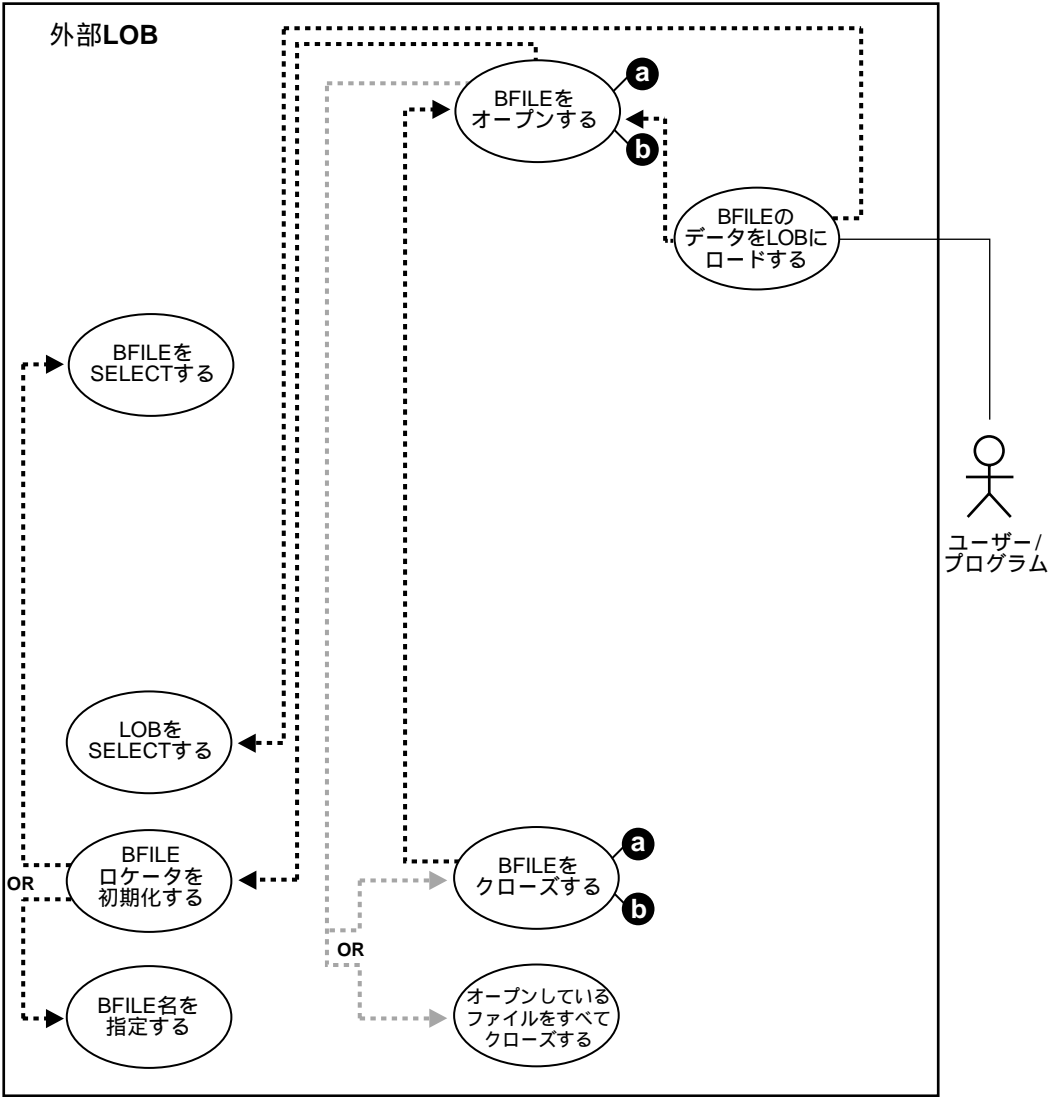 外部LOB
BFILEを
オープンする
a
b
BFILEの
データをLOBに
ロードする
BFILEを
SELECTする
ユーザー/
プログラム
LOBを
SELECTする
BFILE
ロケータを
初期化する
OR
BFILEを
クローズする
a
b
OR
BFILE名を
指定する
オープンしている
ファイルをすべて
クローズする